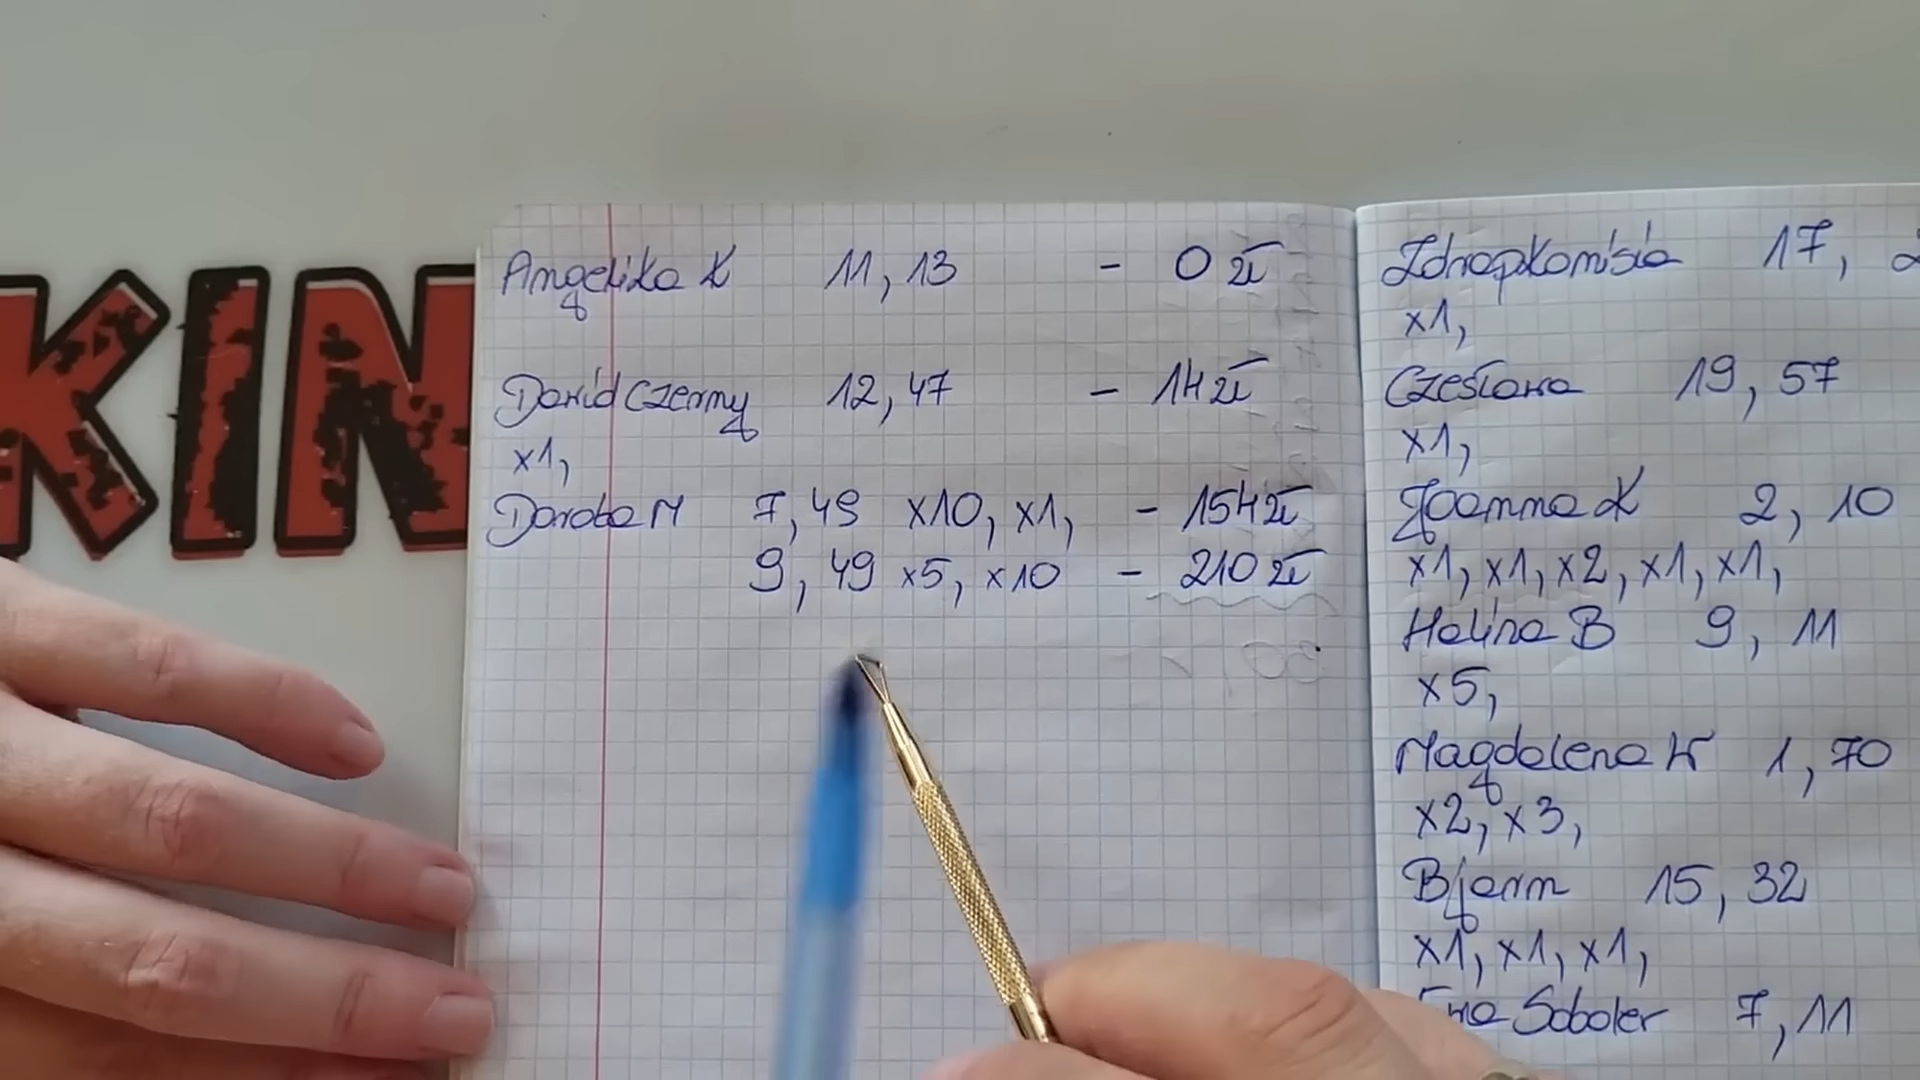 KIN
Angelika K 11, 13 - 0 zł
Dawid Czerny 12, 47 - 14 zł
x1,
Dorota M 7, 49 x10, x1, - 154 zł
9, 49 x5, x10 - 210 zł
Zdrapkomisia 17,
x1,
Czesława 19, 57
x1,
Joanna K 2, 10
x1, x1, x2, x1, x1,
Halina B 9, 11
x5,
Magdalena W 1, 70
x2, x3,
Bjorn 15, 32
x1, x1, x1,
Soboler 7, 11